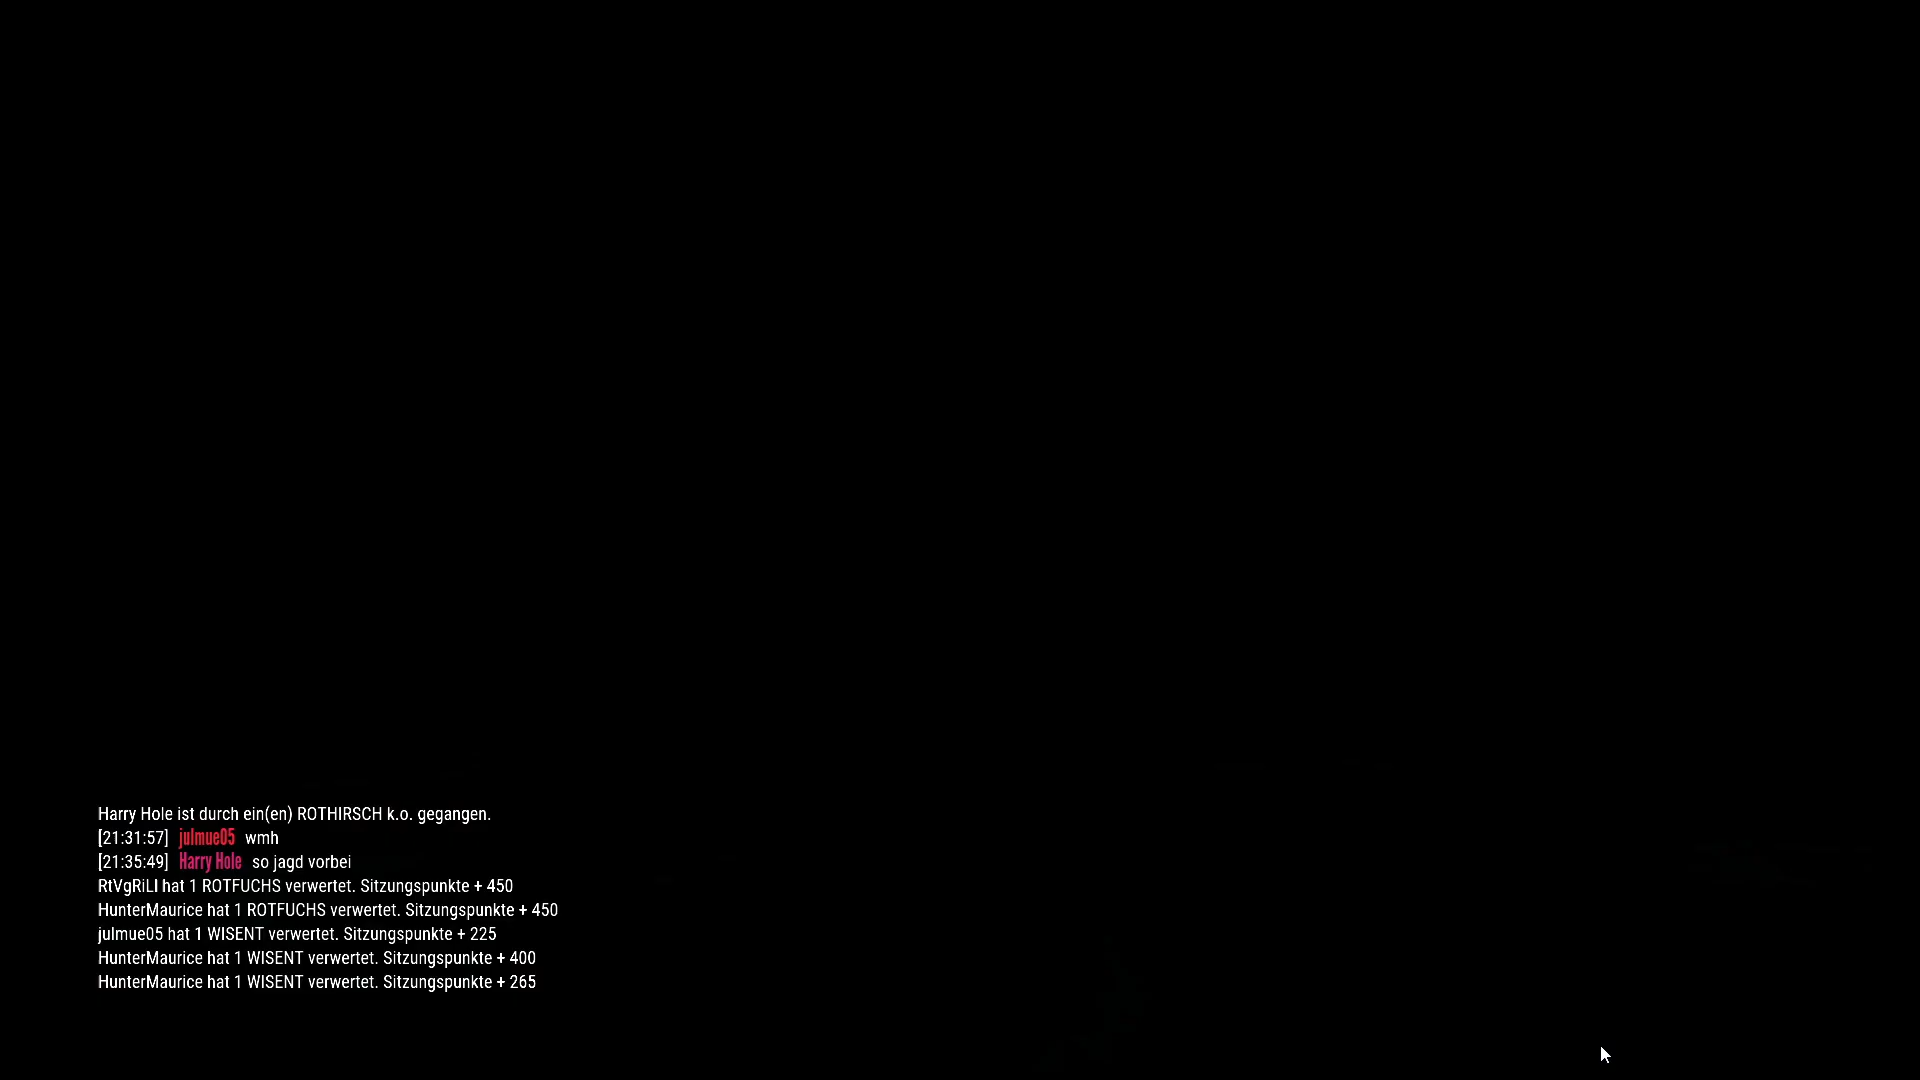 Harry Hole ist durch ein(en) ROTHIRSCH k.o. gegangen.
[21:31:57] julmue05 wmh
[21:35:49] Harry Hole so jagd vorbei
RtVgRiLl hat 1 ROTFUCHS verwertet. Sitzungspunkte + 450
HunterMaurice hat 1 ROTFUCHS verwertet. Sitzungspunkte + 450
julmue05 hat 1 WISENT verwertet. Sitzungspunkte + 225
HunterMaurice hat 1 WISENT verwertet. Sitzungspunkte + 400
HunterMaurice hat 1 WISENT verwertet. Sitzungspunkte + 265